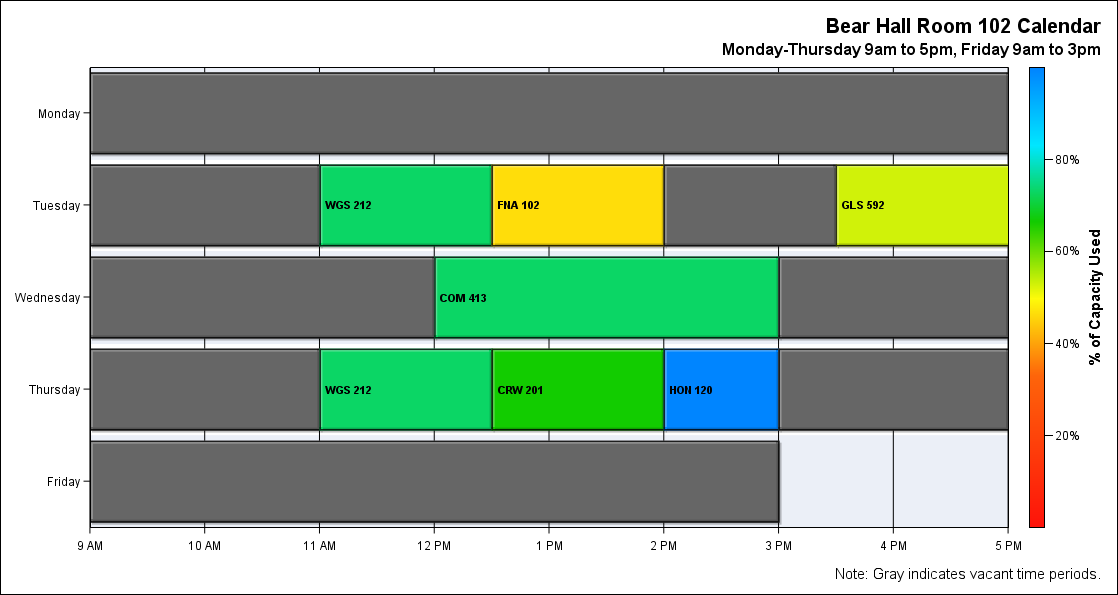 Bear Hall Room 102 Calendar
Monday-Thursday 9am to 5pm, Friday 9am to 3pm
Monday
Tuesday
WGS 212
FNA 102
GLS 592
Wednesday
COM 413
Thursday
WGS 212
CRW 201
HON 120
Friday
9 AM
10 AM
11 AM
12 PM
1 PM
2 PM
3 PM
4 PM
5 PM
80%
60%
40%
20%
% of Capacity Used
Note: Gray indicates vacant time periods.